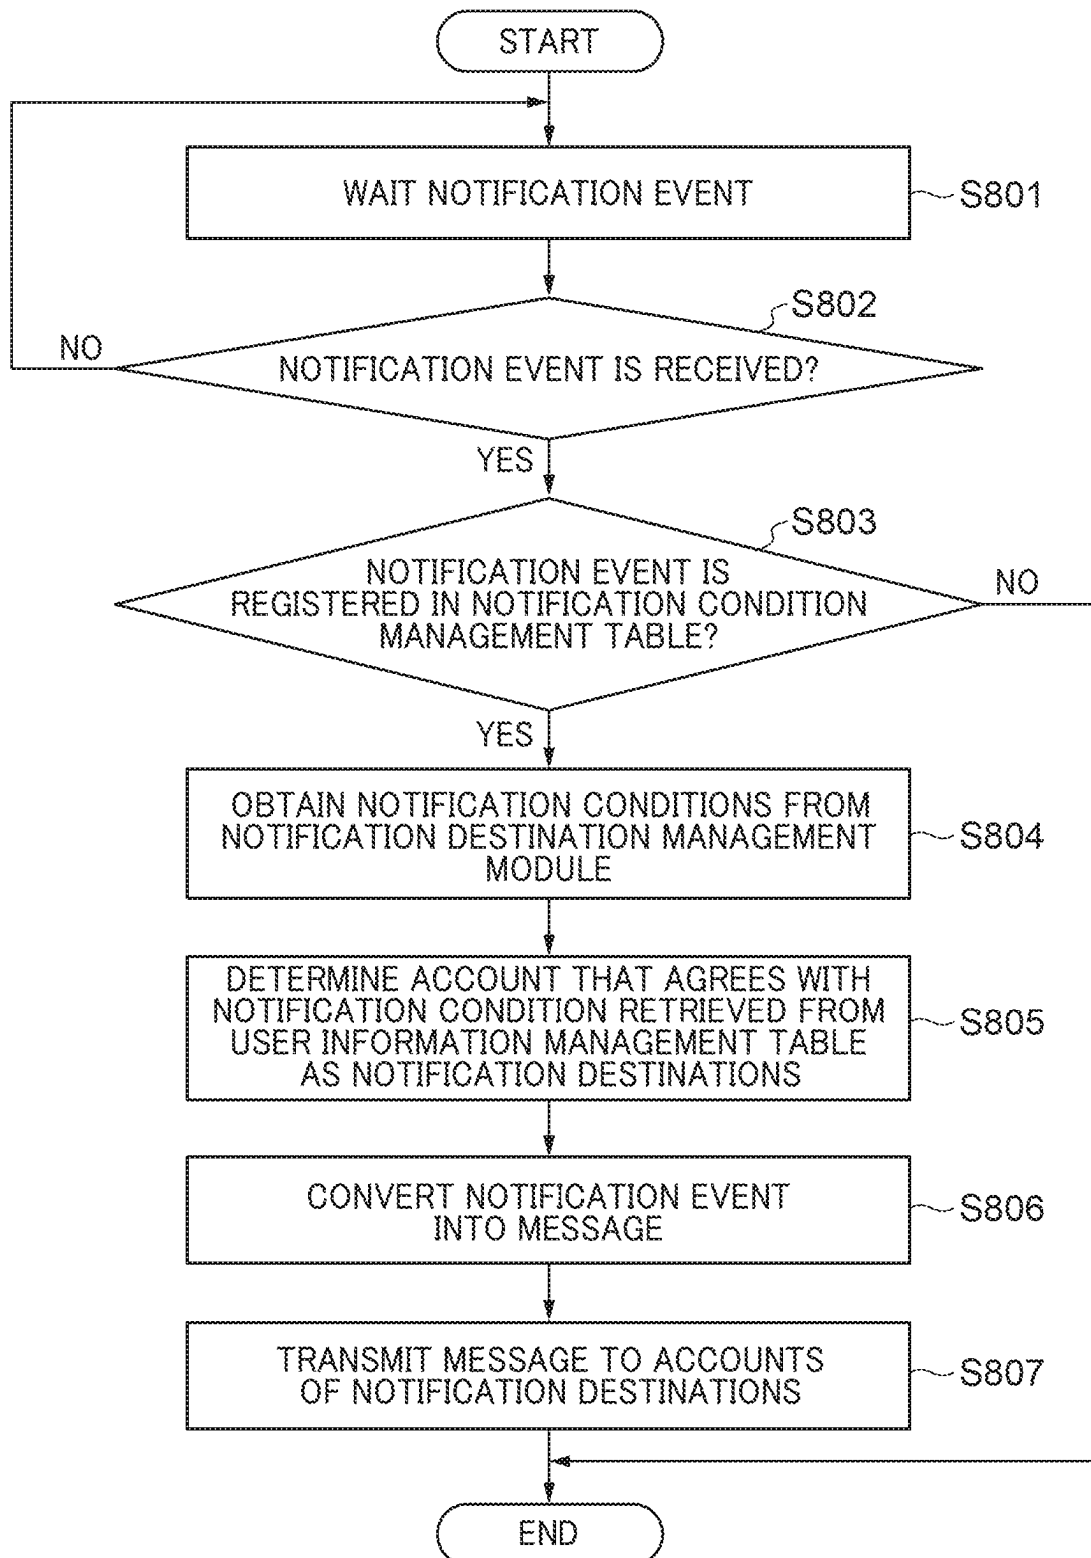 START
WAIT NOTIFICATION EVENT
S801
S802
NO
NOTIFICATION EVENT IS RECEIVED?
YES
S803
NOTIFICATION EVENT IS
REGISTERED IN NOTIFICATION CONDITION
MANAGEMENT TABLE?
NO
YES
OBTAIN NOTIFICATION CONDITIONS FROM
NOTIFICATION DESTINATION MANAGEMENT
MODULE
S804
DETERMINE ACCOUNT THAT AGREES WITH
NOTIFICATION CONDITION RETRIEVED FROM
USER INFORMATION MANAGEMENT TABLE
AS NOTIFICATION DESTINATIONS
S805
CONVERT NOTIFICATION EVENT
INTO MESSAGE
S806
TRANSMIT MESSAGE TO ACCOUNTS
OF NOTIFICATION DESTINATIONS
S807
END